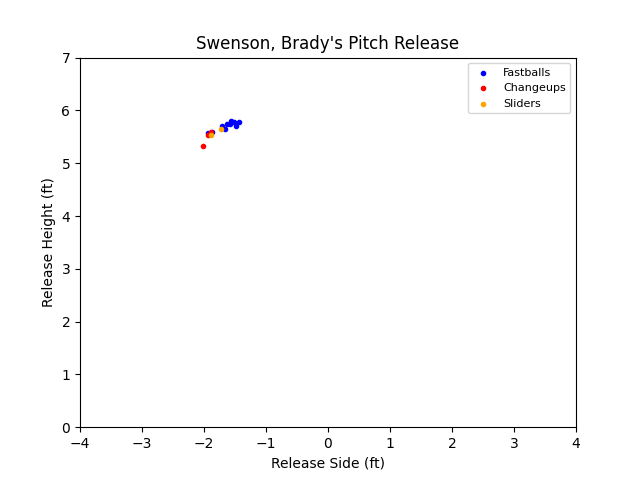 Swenson, Brady's Pitch Release
Fastballs
Changeups
Sliders
Release Height (ft)
7
6
5
4
3
2
1
0
−4
−3
−2
−1
0
1
2
3
4
Release Side (ft)